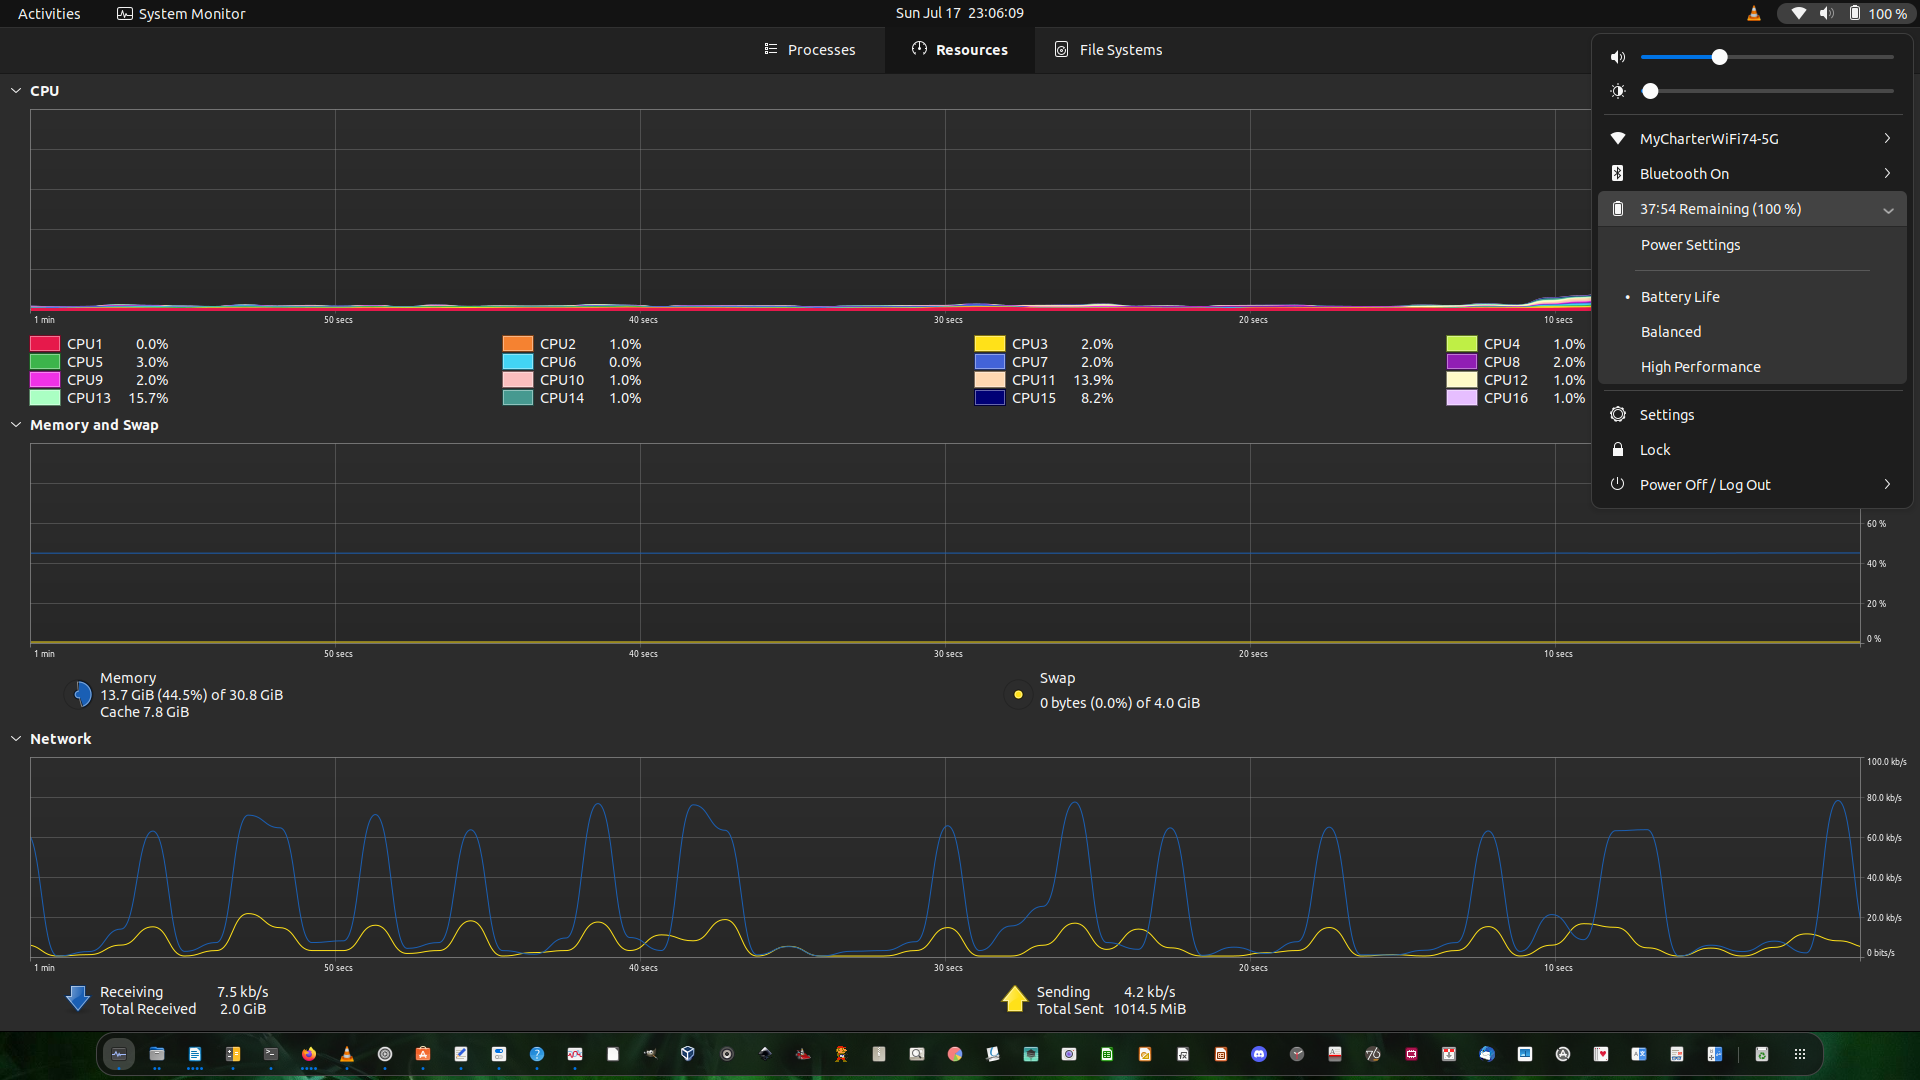 Activities
System Monitor
Sun Jul 17 23:06:09
100 %
Processes
Resources
File Systems
CPU
1 min
50 secs
40 secs
30 secs
20 secs
10 secs
CPU1 0.0%
CPU2 1.0%
CPU3 2.0%
CPU4 1.0%
CPU5 3.0%
CPU6 0.0%
CPU7 2.0%
CPU8 2.0%
CPU9 2.0%
CPU10 1.0%
CPU11 13.9%
CPU12 1.0%
CPU13 15.7%
CPU14 1.0%
CPU15 8.2%
CPU16 1.0%
MyCharterWiFi74-5G
Bluetooth On
37:54 Remaining (100 %)
Power Settings
• Battery Life
Balanced
High Performance
Settings
Lock
Power Off / Log Out
Memory and Swap
60 %
40 %
20 %
0 %
1 min
50 secs
40 secs
30 secs
20 secs
10 secs
Memory
13.7 GiB (44.5%) of 30.8 GiB
Cache 7.8 GiB
Swap
0 bytes (0.0%) of 4.0 GiB
Network
100.0 kb/s
80.0 kb/s
60.0 kb/s
40.0 kb/s
20.0 kb/s
0 bits/s
1 min
50 secs
40 secs
30 secs
20 secs
10 secs
Receiving 7.5 kb/s
Total Received 2.0 GiB
Sending 4.2 kb/s
Total Sent 1014.5 MiB